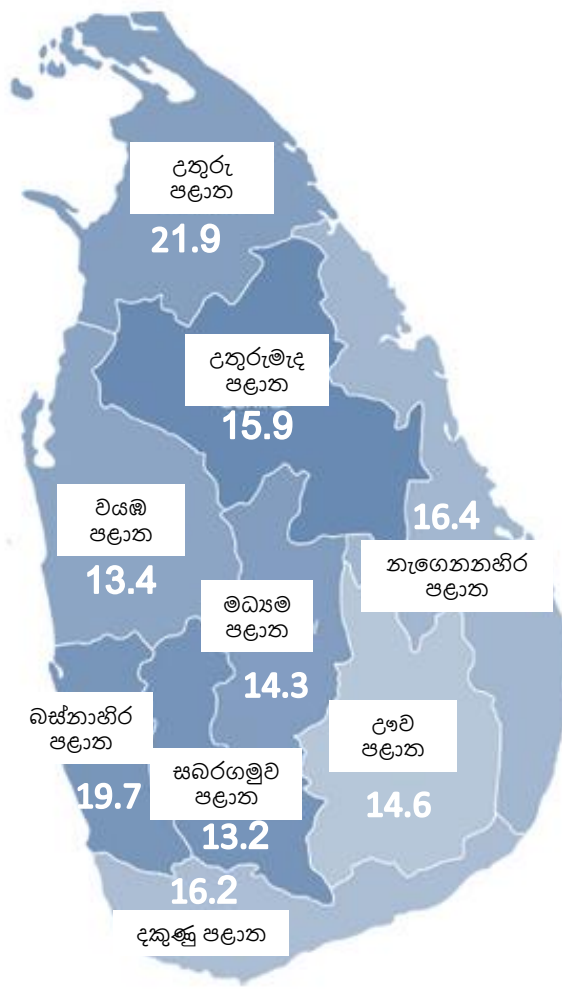 උතුරු
පළාත
21.9
උතුරුමැද
පළාත
15.9
වයඹ
පළාත
13.4
16.4
නැගෙනනහිර
පළාත
මධ්‍යම
පළාත
14.3
බස්නාහිර
පළාත
19.7
සබරගමුව
පළාත
13.2
ඌව
පළාත
14.6
16.2
දකුණු පළාත